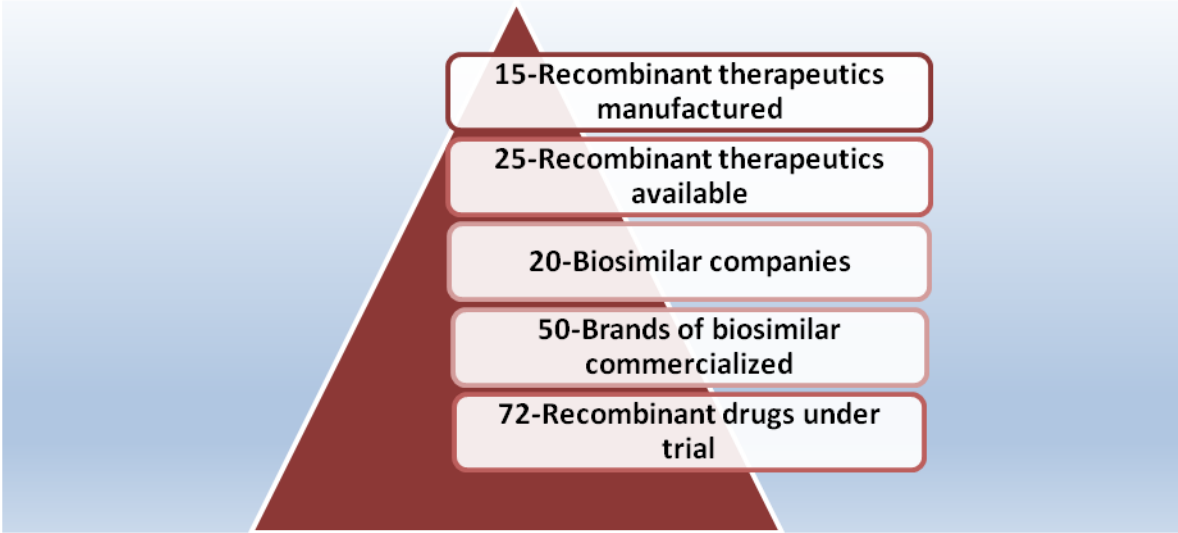 15-Recombinant therapeutics
manufactured
25-Recombinant therapeutics
available
20-Biosimilar companies
50-Brands of biosimilar
commercialized
72-Recombinant drugs under
trial